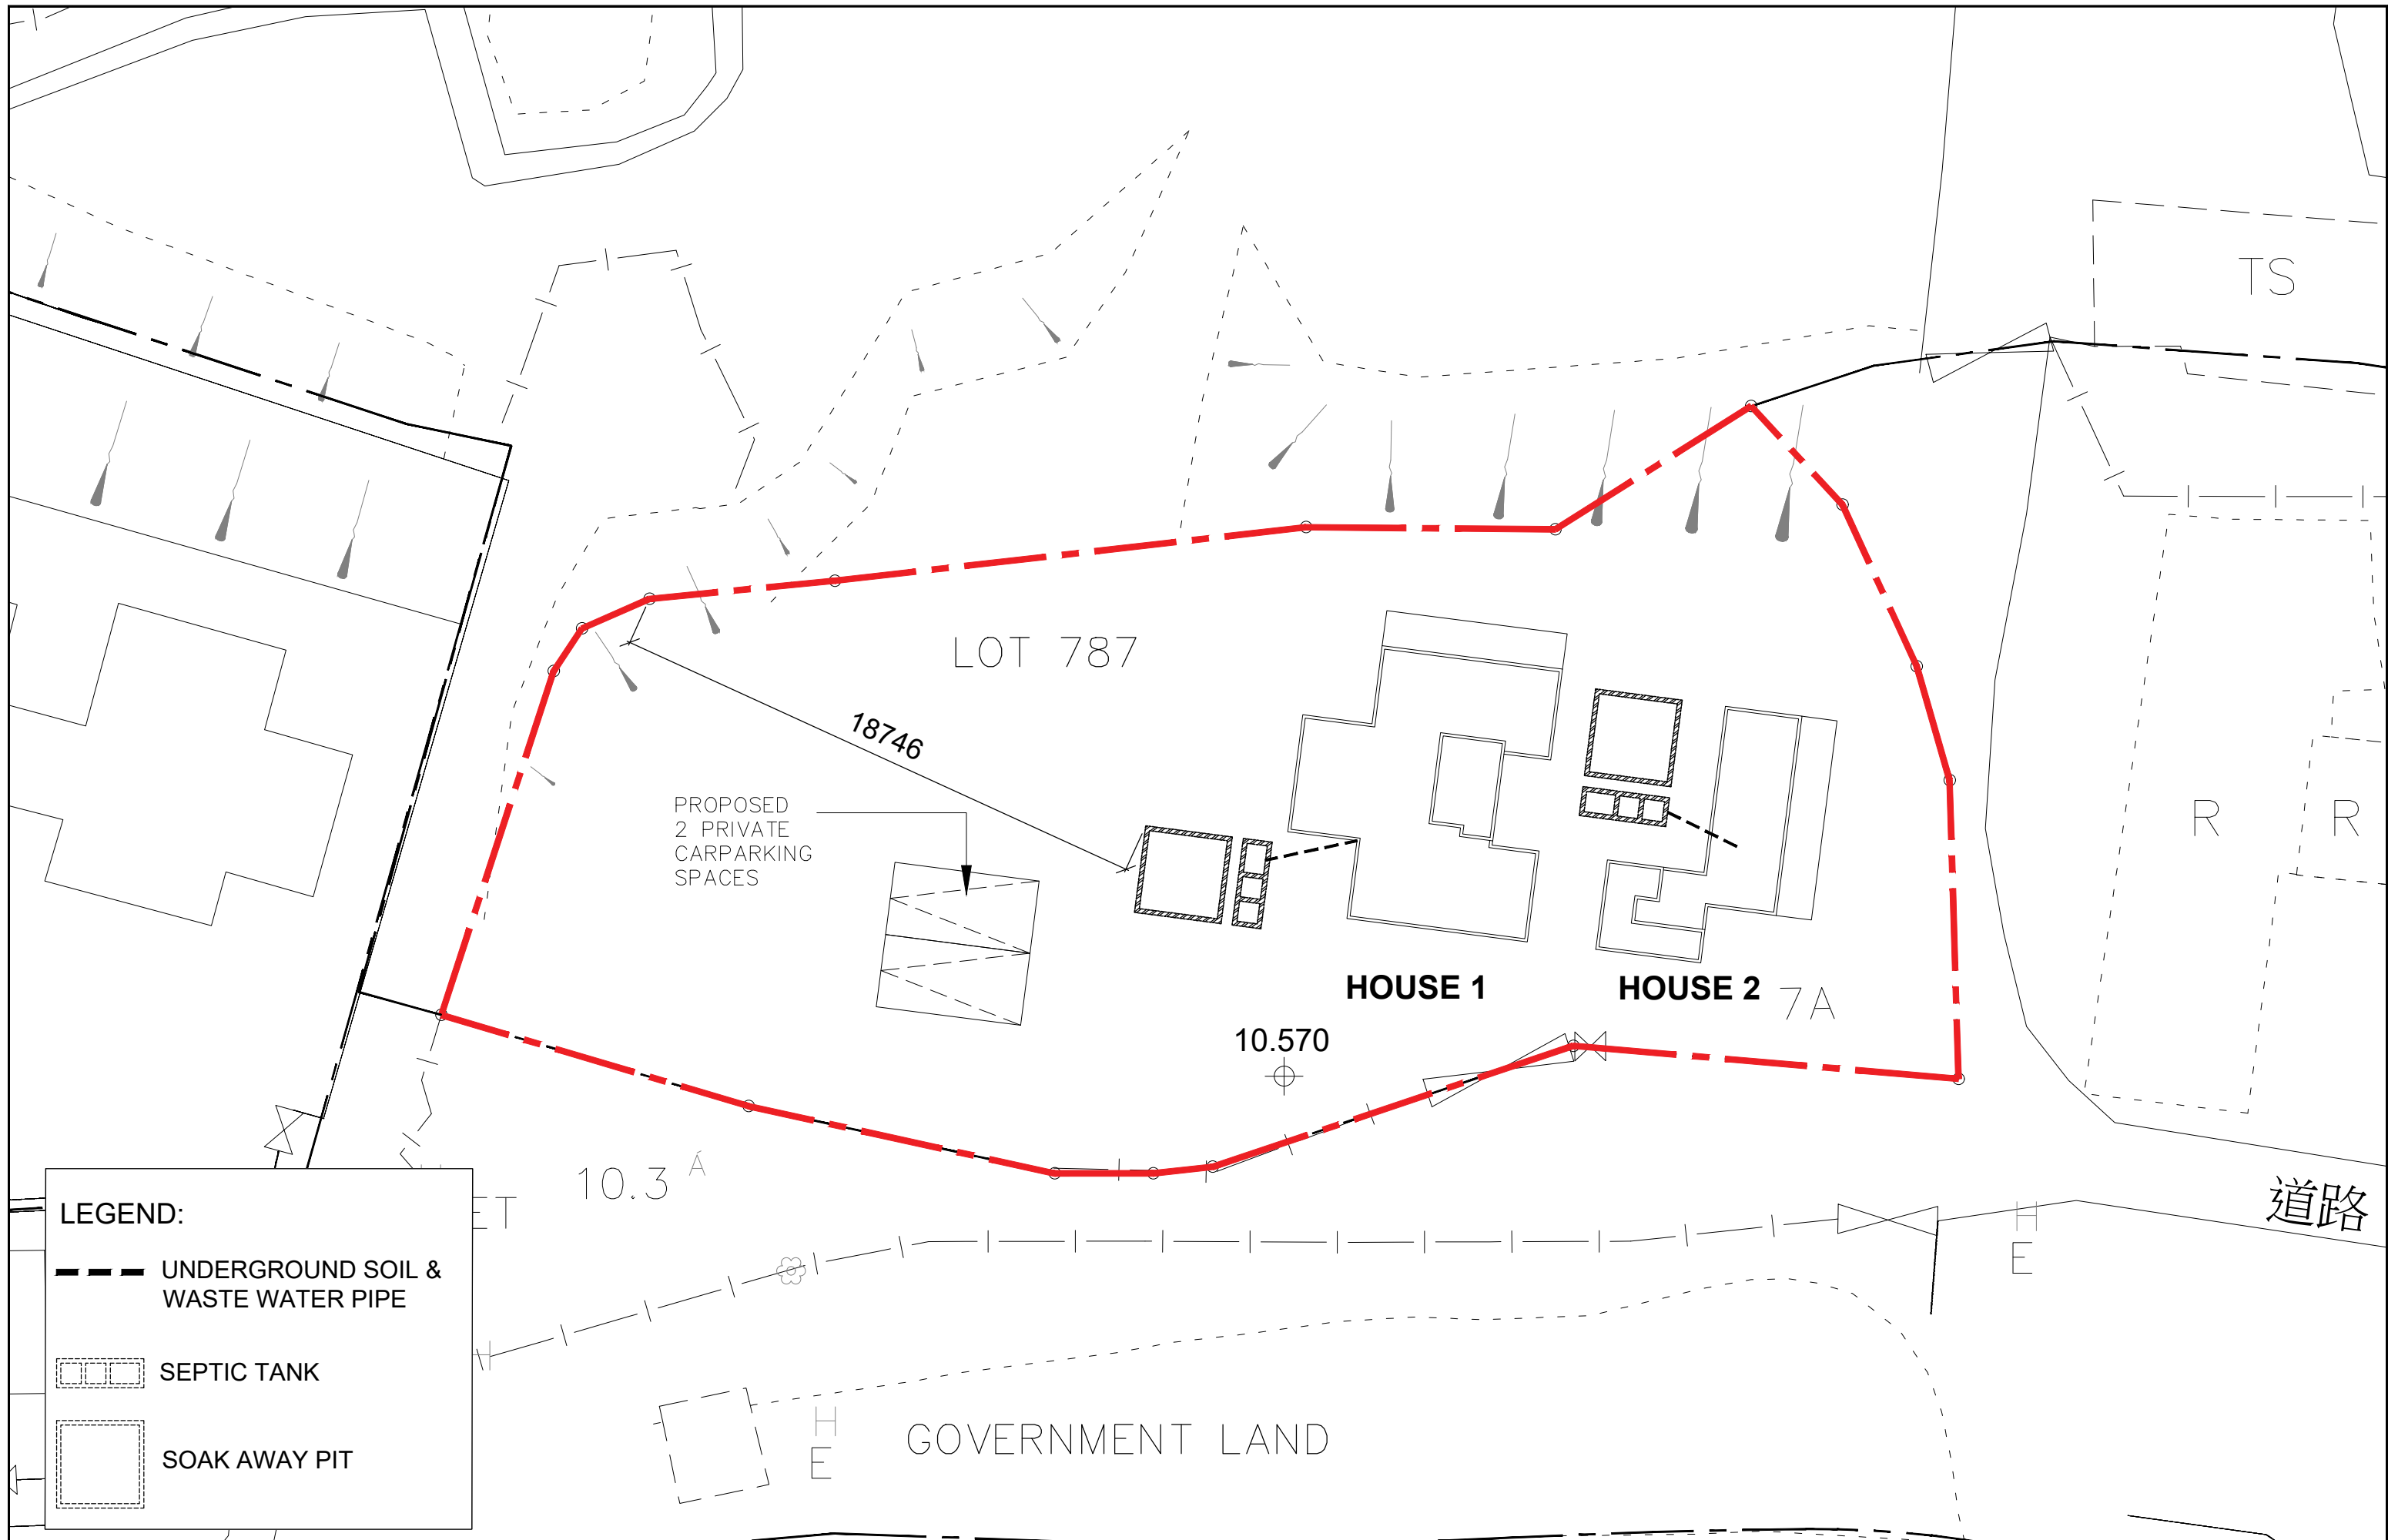 TS
LOT 787
18746
PROPOSED
2 PRIVATE
CARPARKING
SPACES
R
R
HOUSE 1
HOUSE 2
7A
10.570
10.3
道路
LEGEND:
UNDERGROUND SOIL &
WASTE WATER PIPE
SEPTIC TANK
SOAK AWAY PIT
ET
H
E
H
E
GOVERNMENT LAND